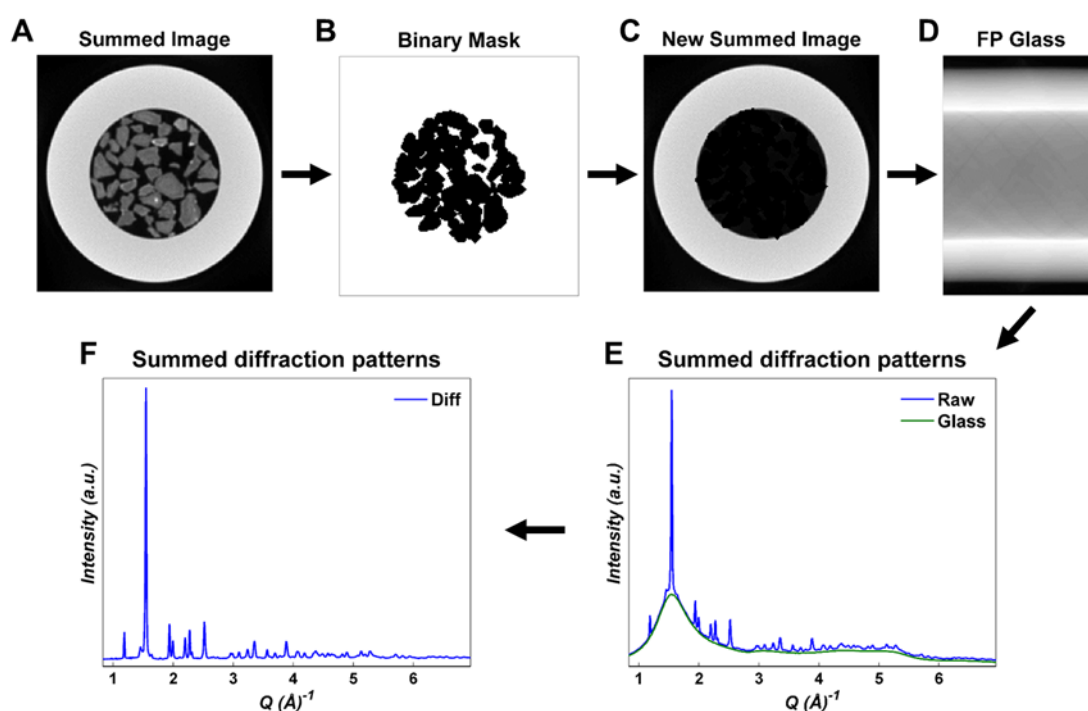 A
Summed Image
B
Binary Mask
C
New Summed Image
D
FP Glass
F
Summed diffraction patterns
Diff
Intensity (a.u.)
1 2 3 4 5 6
Q (Å)⁻¹
E
Summed diffraction patterns
Raw
Glass
Intensity (a.u.)
1 2 3 4 5 6
Q (Å)⁻¹